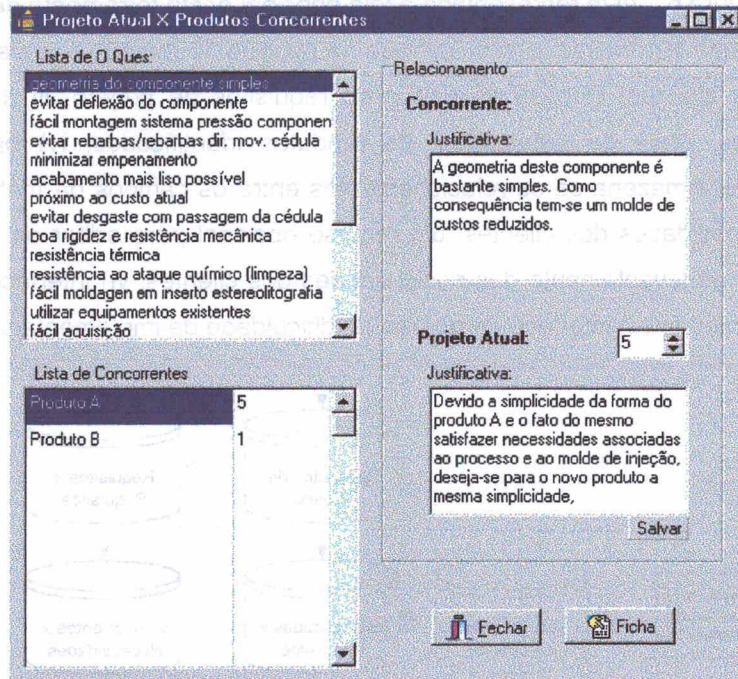 Projeto Atual X Produtos Concorrentes
Lista de O Ques:
geometria do componente simples
evitar deflexão do componente
fácil montagem sistema pressão componen
evitar rebarbas/rebarbas dir. mov. cédula
minimizar empenamento
acabamento mais liso possível
próximo ao custo atual
evitar desgaste com passagem da cédula
boa rigidez e resistência mecânica
resistência térmica
resistência ao ataque químico (limpeza)
fácil moldagen em inserto estereolitografia
utilizar equipamentos existentes
fácil aquisição
Lista de Concorrentes
Produto A 5
Produto B 1
Relacionamento
Concorrente:
Justificativa:
A geometria deste componente é
bastante simples. Como
consequência tem-se um molde de
custos reduzidos.
Projeto Atual: 5
Justificativa:
Devido a simplicidade da forma do
produto A e o fato do mesmo
satisfazer necessidades associadas
ao processo e ao molde de injeção,
deseja-se para o novo produto a
mesma simplicidade,
Salvar
Fechar
Ficha